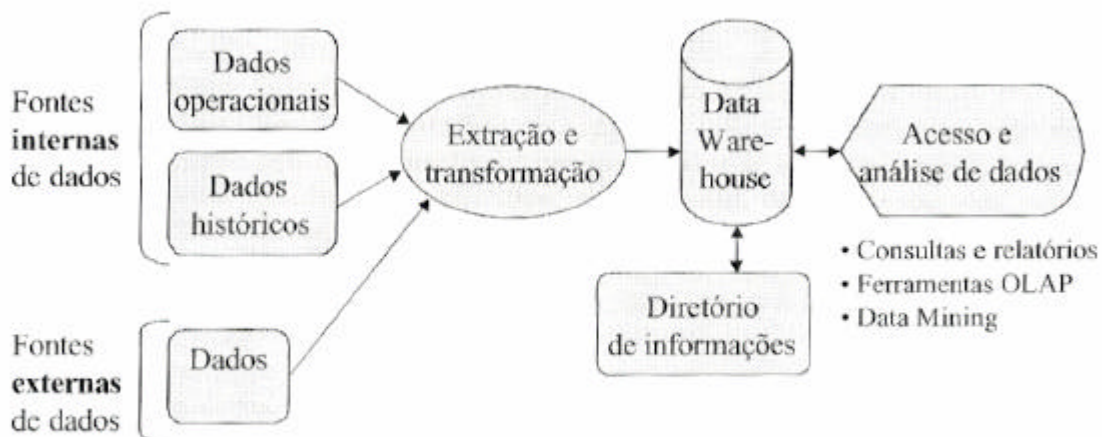 Fontes
internas
de dados
Dados
operacionais
Dados
históricos
Fontes
externas
de dados
Dados
Extração e
transformação
Data
Ware-
house
Diretório
de informações
Acesso e
análise de dados
• Consultas e relatórios
• Ferramentas OLAP
• Data Mining